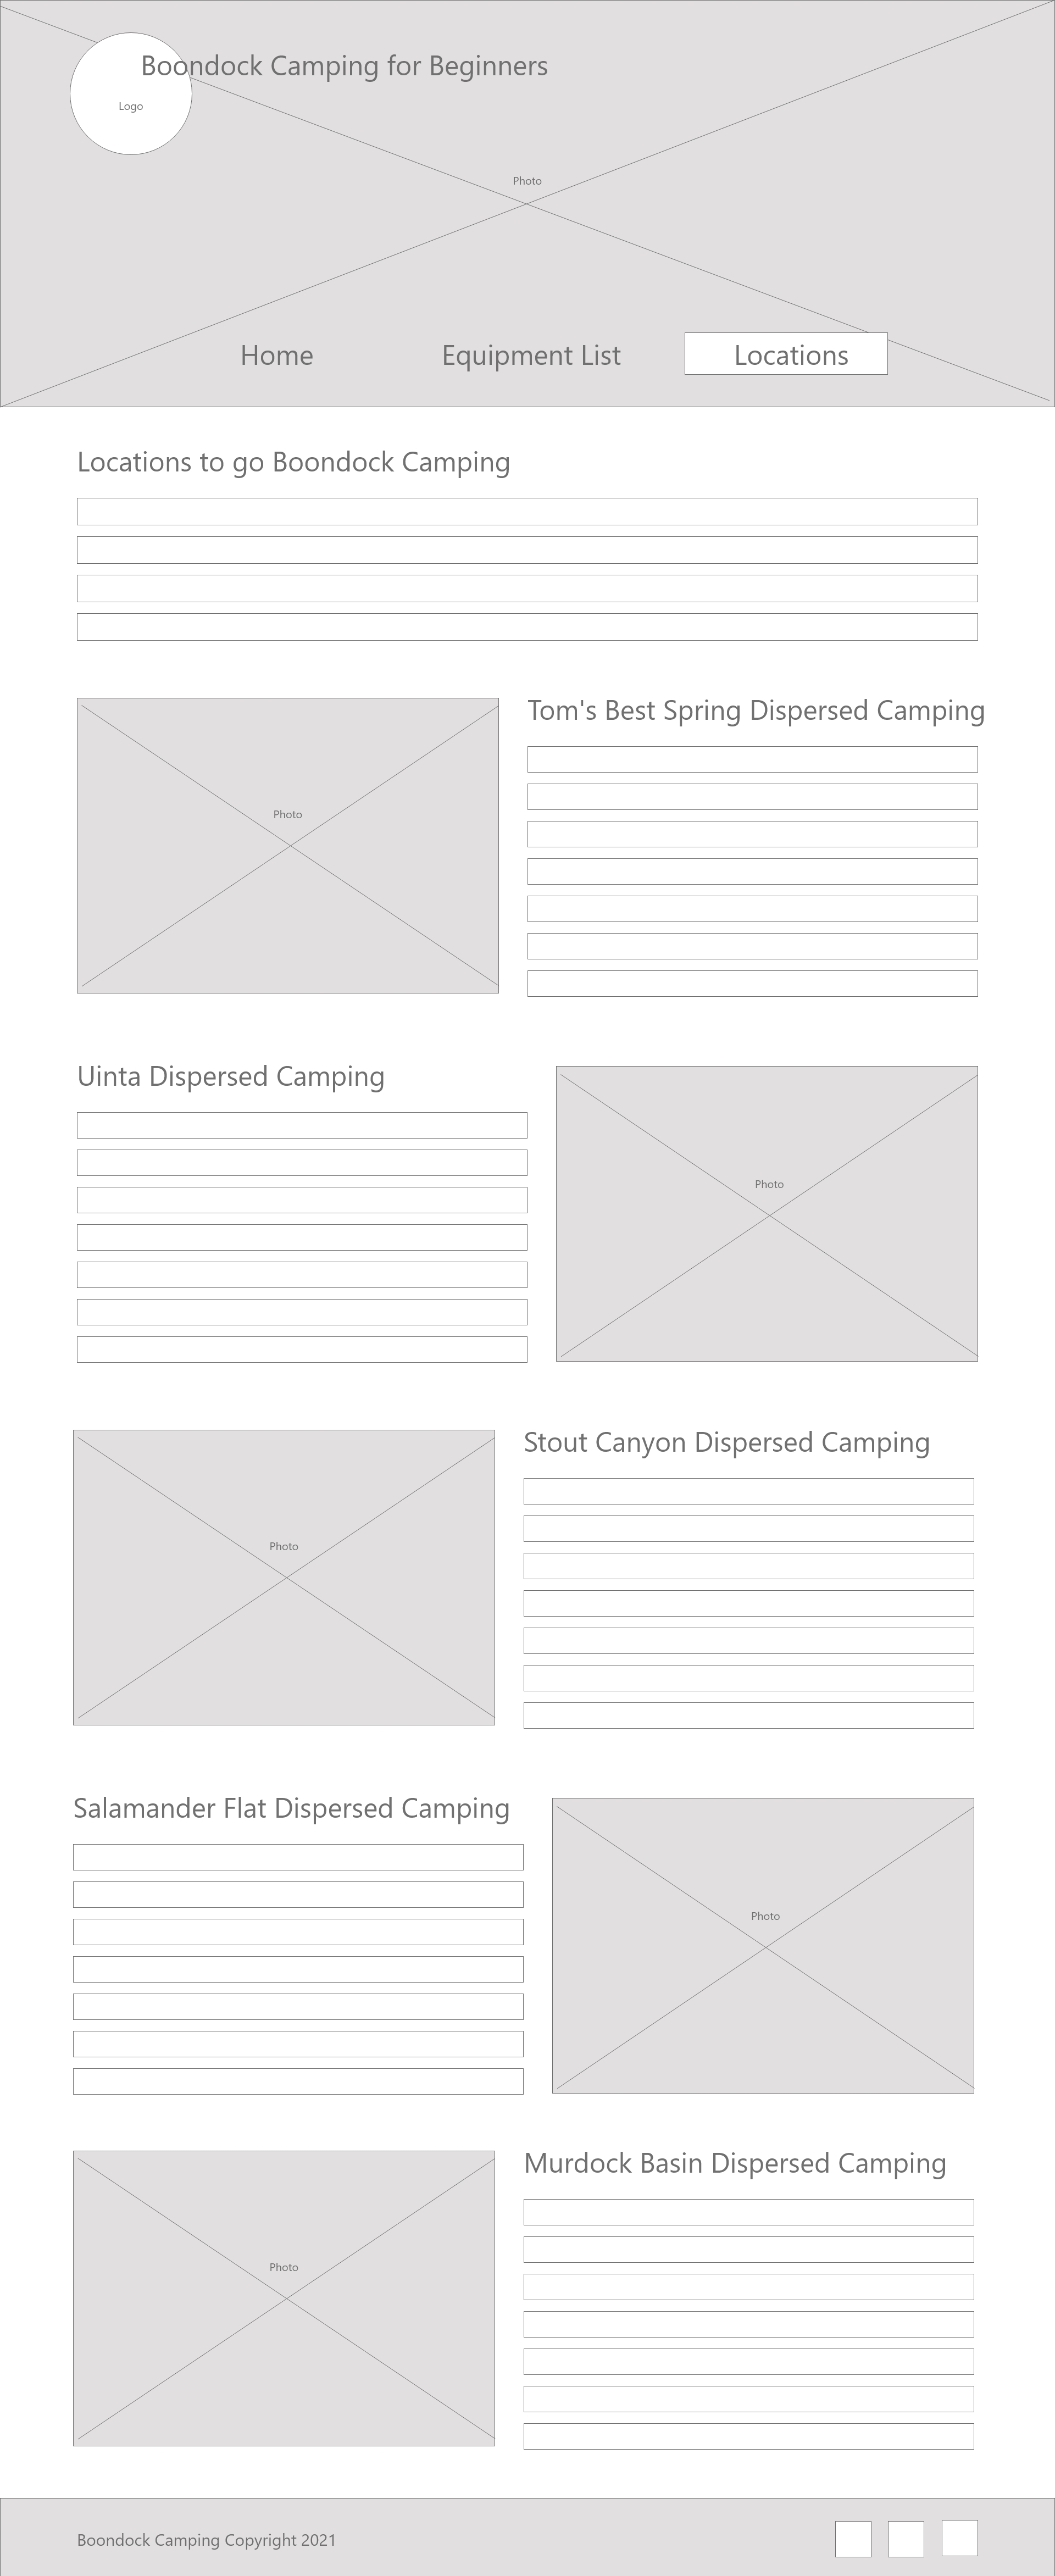 Boondock Camping for Beginners
Logo
Photo
Home
Equipment List
Locations
Locations to go Boondock Camping
Tom's Best Spring Dispersed Camping
Photo
Uinta Dispersed Camping
Photo
Stout Canyon Dispersed Camping
Photo
Salamander Flat Dispersed Camping
Photo
Murdock Basin Dispersed Camping
Photo
Boondock Camping Copyright 2021